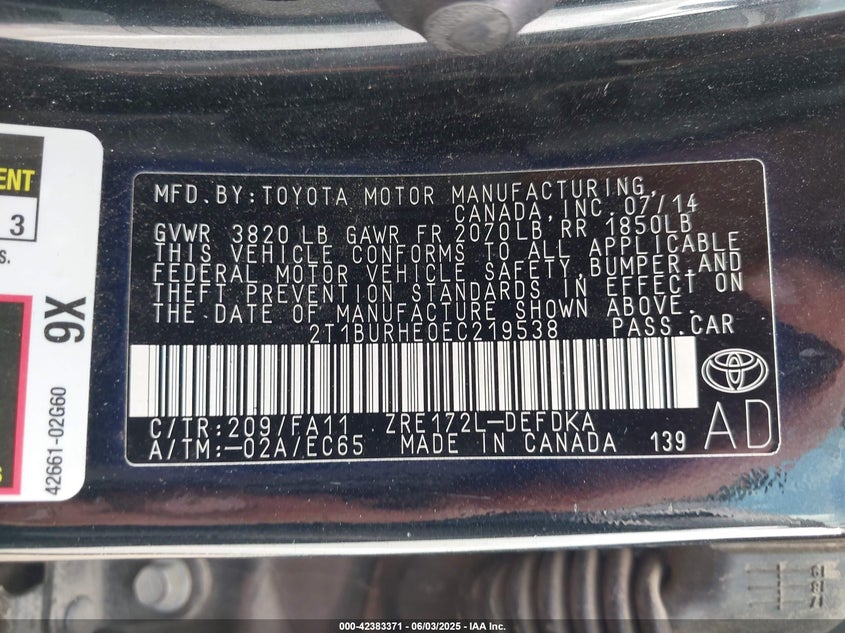 ENT
3
s.
9X
42661-02G60
s
MFD.BY:TOYOTA MOTOR MANUFACTURING,
CANADA,INC.07/14
GVWR 3820 LB GAWR FR 2070LB RR 1850LB
THIS VEHICLE CONFORMS TO ALL APPLICABLE
FEDERAL MOTOR VEHICLE SAFETY,BUMPER,AND
THEFT PREVENTION STANDARDS IN EFFECT ON
THE DATE OF MANUFACTURE SHOWN ABOVE.
2T1BURHE0EC219538 PASS.CAR
C/TR:209/FA11 ZRE172L-DEFDKA
A/TM:-02A/EC65 MADE IN CANADA 139
AD
000-42383371 - 06/03/2025 - IAA Inc.